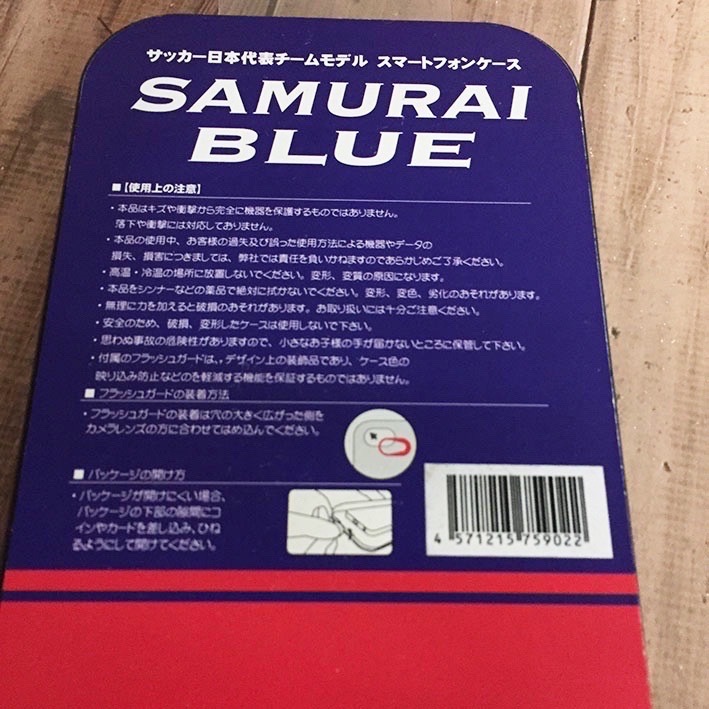 サッカー日本代表チームモデル スマートフォンケース
SAMURAI
BLUE
■【使用上の注意】
・本品はキズや衝撃から完全に機器を保護するものではありません。
落下や衝撃には対応しておりません。
・本品の使用中、お客様の過失及び誤った使用方法による機器やデータの
損失、損害につきましては、弊社では責任を負いかねますのであらかじめご了承ください。
・高温・冷温の場所に放置しないでください。変形、変質の原因になります。
・本品をシンナーなどの薬品で絶対に拭かないでください。変形、変色、劣化のおそれがあります。
・無理に力を加えると破損のおそれがあります。お取り扱いには十分ご注意ください。
・安全のため、破損、変形したケースは使用しないで下さい。
・思わぬ事故の危険性がありますので、小さなお子様の手が届かないところに保管して下さい。
・付属のフラッシュガードは、デザイン上の装飾品であり、ケース色の
映り込み防止などのを軽減する機能を保証するものではありません。
■フラッシュガードの装着方法
・フラッシュガードの装着は穴の大きく広がった側を
カメラレンズの方に合わせてはめ込んでください。
■パッケージの開け方
・パッケージが開けにくい場合、
パッケージの下部の隙間にコ
インやカードを差し込み、ひね
るようにして開けてください。
4 571215 759022